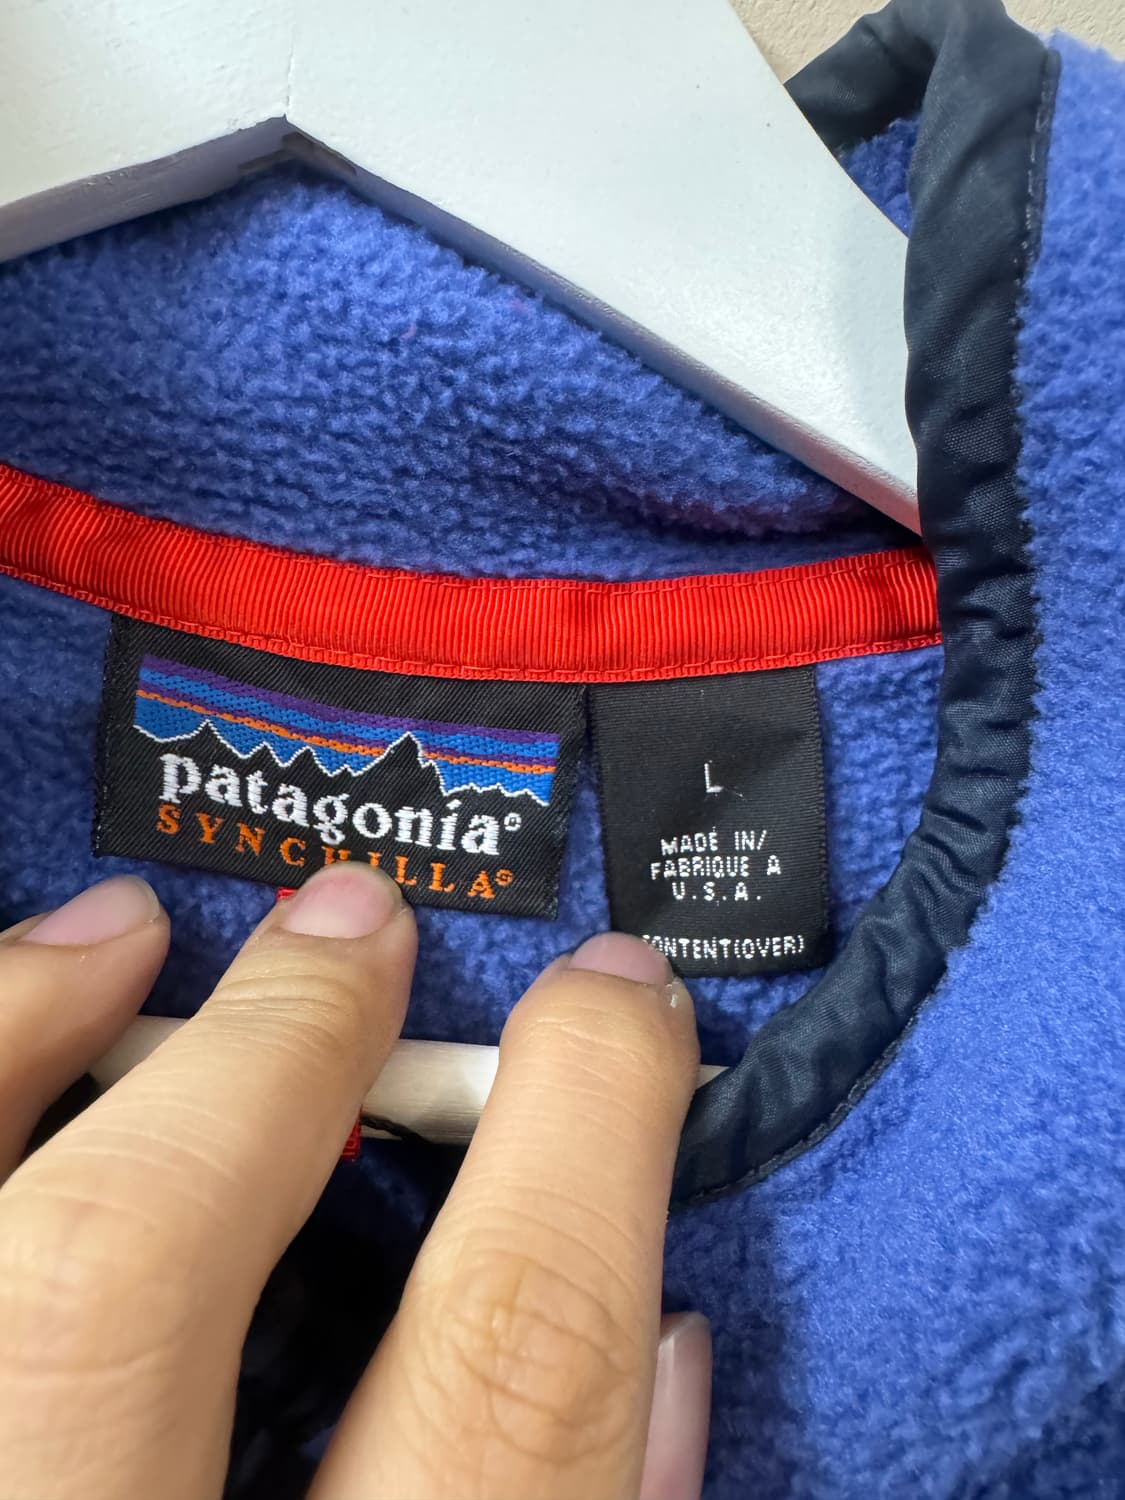 patagonia®
SYNCHILLA®
L
MADE IN/
FABRIQUE A
U.S.A.
CONTENT(OVER)